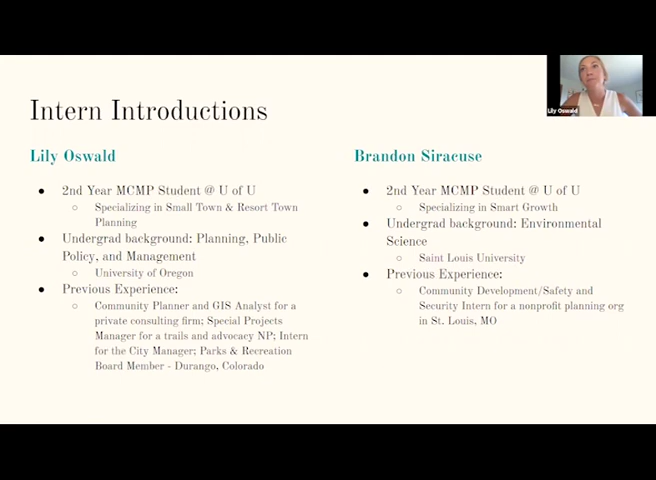 Intern Introductions
Lily Oswald
Lily Oswald
● 2nd Year MCMP Student @ U of U
○ Specializing in Small Town & Resort Town
Planning
● Undergrad background: Planning, Public
Policy, and Management
○ University of Oregon
● Previous Experience:
○ Community Planner and GIS Analyst for a
private consulting firm; Special Projects
Manager for a trails and advocacy NP; Intern
for the City Manager; Parks & Recreation
Board Member - Durango, Colorado
Brandon Siracuse
● 2nd Year MCMP Student @ U of U
○ Specializing in Smart Growth
● Undergrad background: Environmental
Science
○ Saint Louis University
● Previous Experience:
○ Community Development/Safety and
Security Intern for a nonprofit planning org
in St. Louis, MO